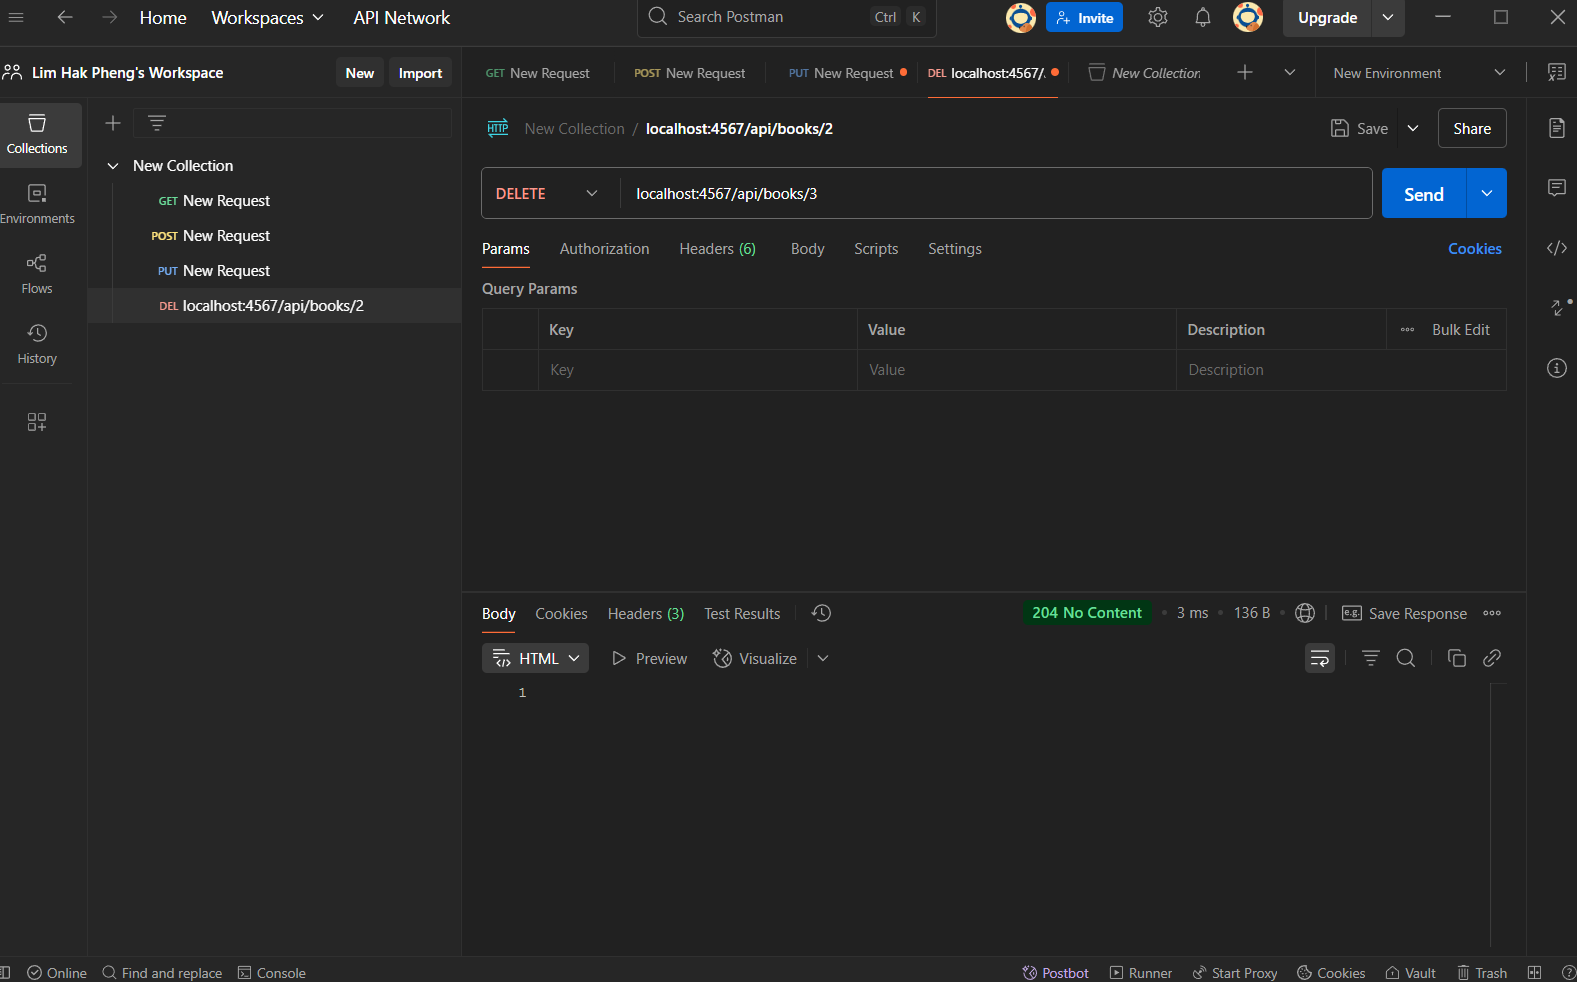 Home Workspaces API Network Search Postman Ctrl K Invite Upgrade
Lim Hak Pheng's Workspace New Import
GET New Request POST New Request PUT New Request DEL localhost:4567/. New Collection New Environment
Collections
Environments
Flows
History
New Collection
GET New Request
POST New Request
PUT New Request
DEL localhost:4567/api/books/2
HTTP New Collection / localhost:4567/api/books/2 Save Share
DELETE localhost:4567/api/books/3 Send
Params Authorization Headers (6) Body Scripts Settings Cookies
Query Params
Key Value Description Bulk Edit
Key Value Description
Body Cookies Headers (3) Test Results 204 No Content 3 ms 136 B e.g. Save Response
HTML Preview Visualize
1
Online Find and replace Console Postbot Runner Start Proxy Cookies Vault Trash